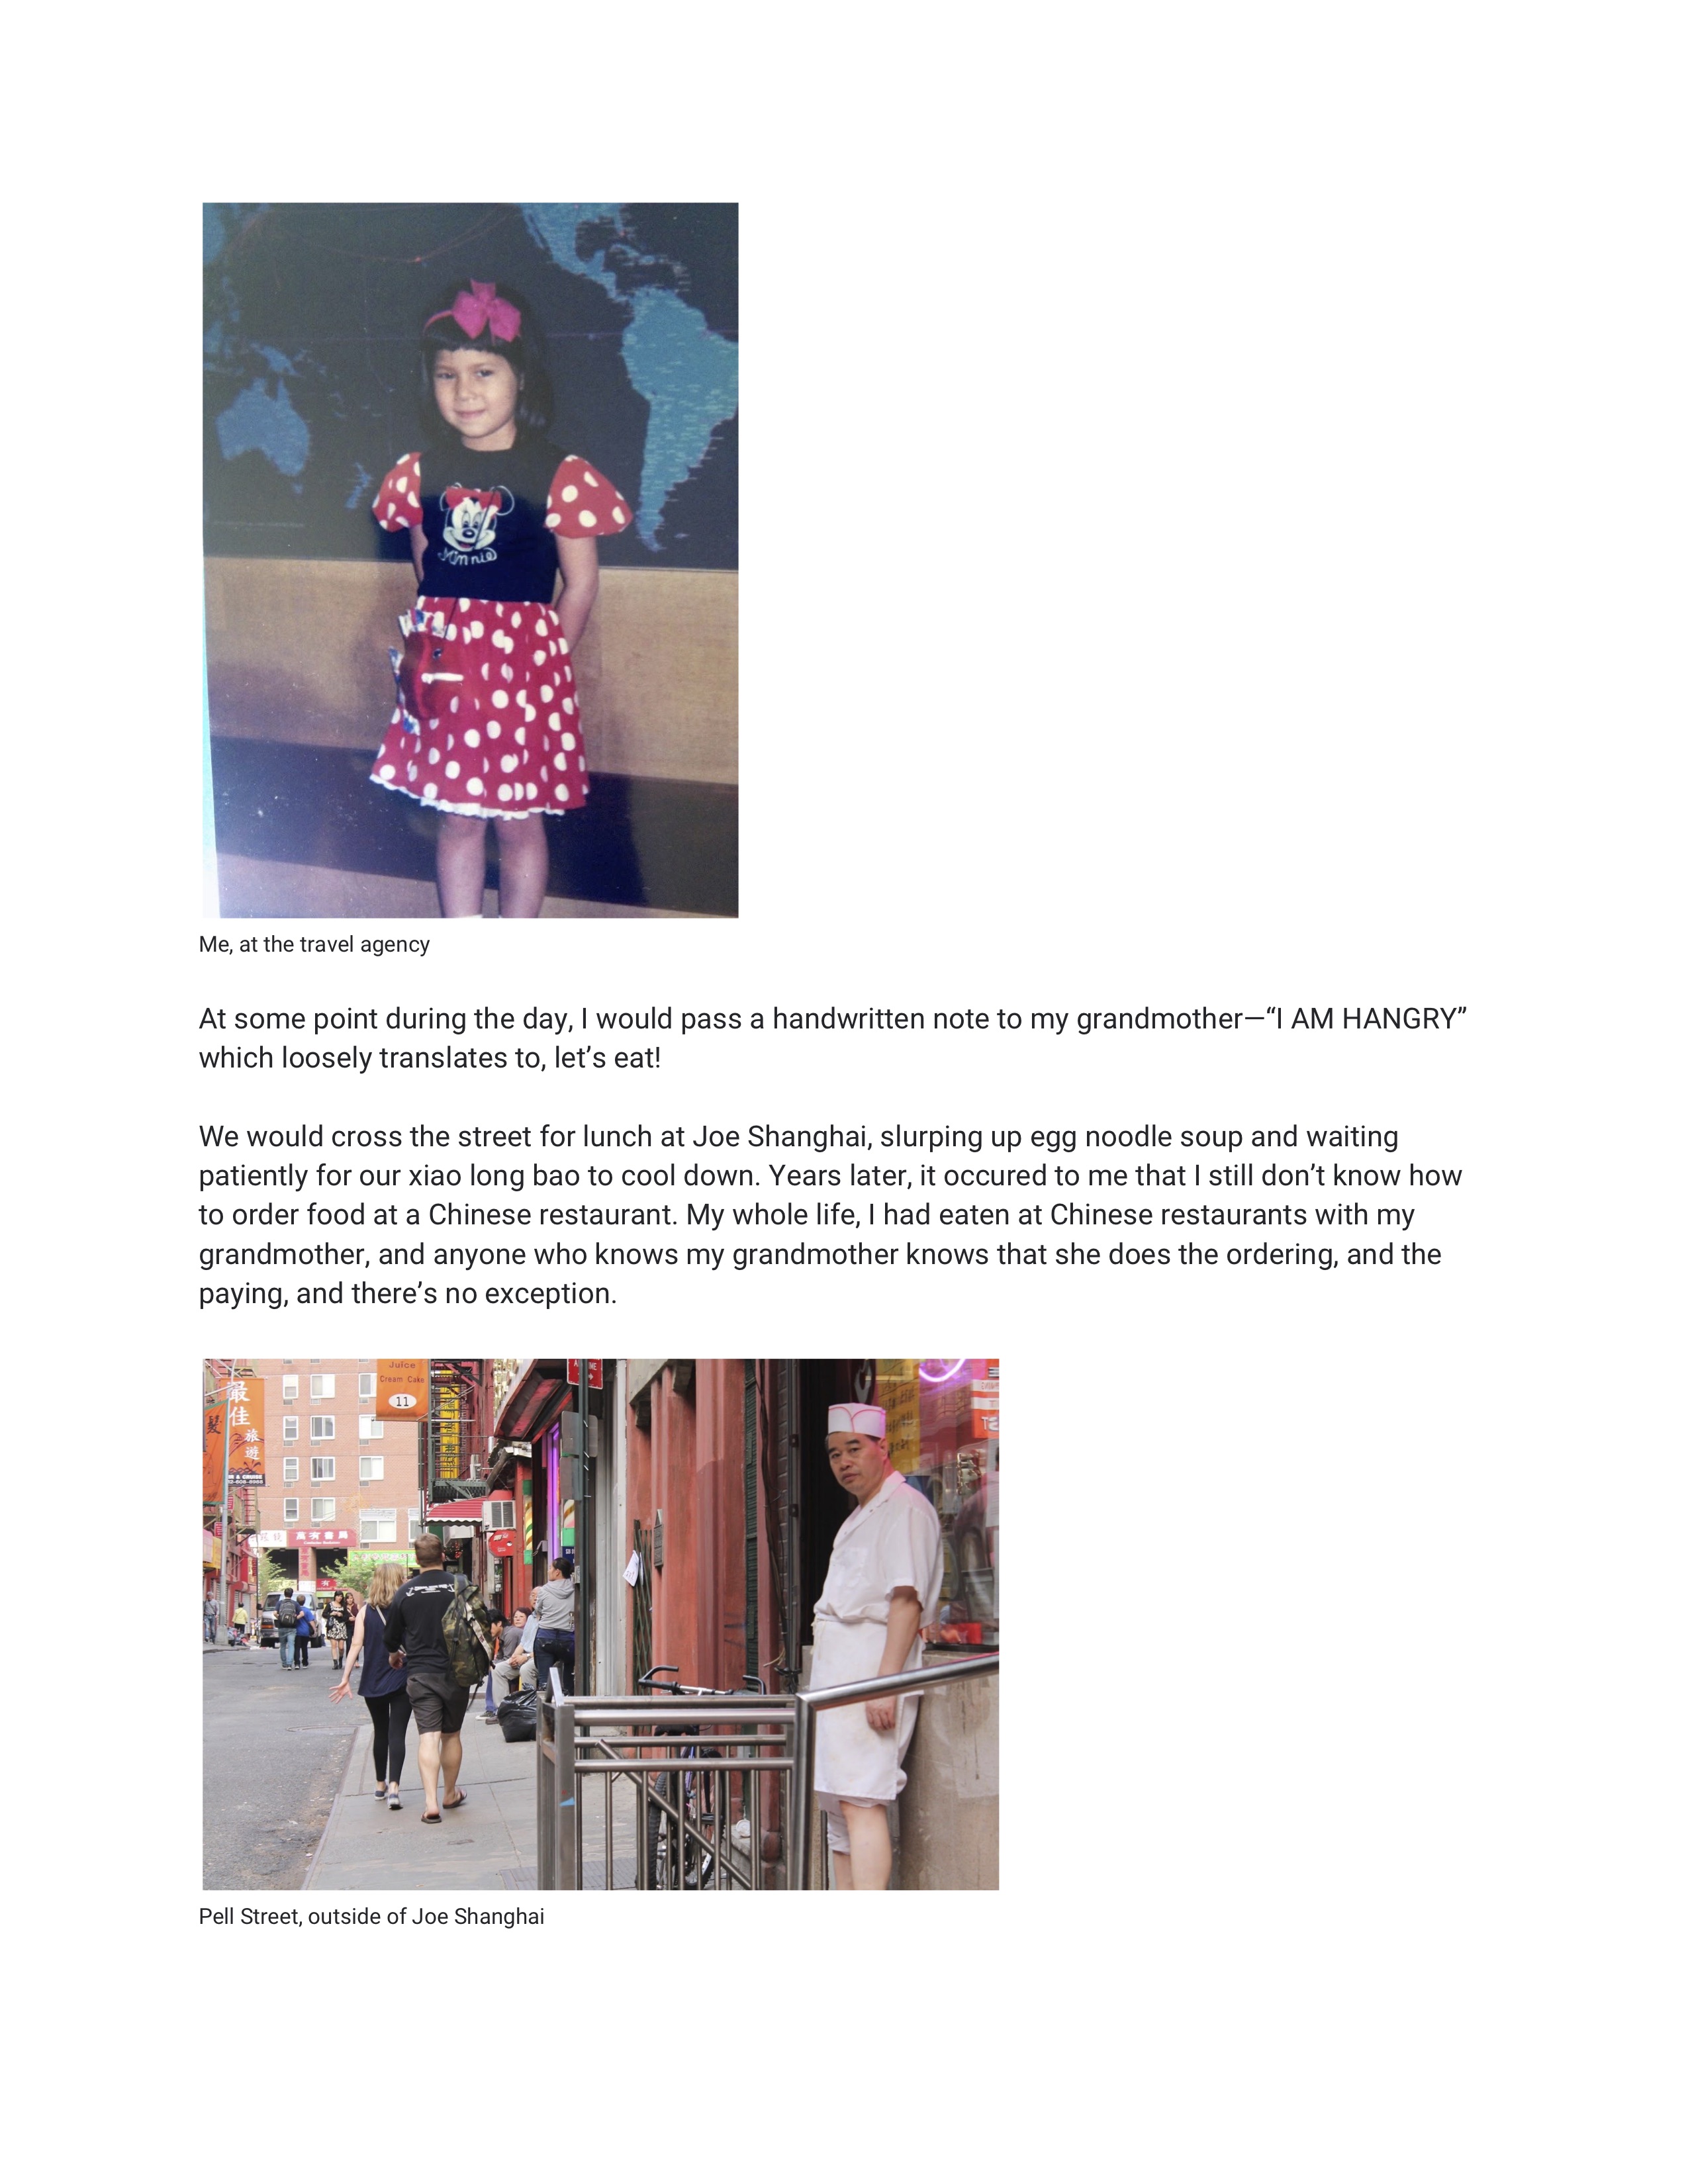 Minnie
Me, at the travel agency
At some point during the day, I would pass a handwritten note to my grandmother—“I AM HANGRY”
which loosely translates to, let’s eat!
We would cross the street for lunch at Joe Shanghai, slurping up egg noodle soup and waiting
patiently for our xiao long bao to cool down. Years later, it occured to me that I still don’t know how
to order food at a Chinese restaurant. My whole life, I had eaten at Chinese restaurants with my
grandmother, and anyone who knows my grandmother knows that she does the ordering, and the
paying, and there’s no exception.
Juice
Cream Cake
11
最佳
旅遊
髮
& CRUISE
萬有書局
Pell Street, outside of Joe Shanghai